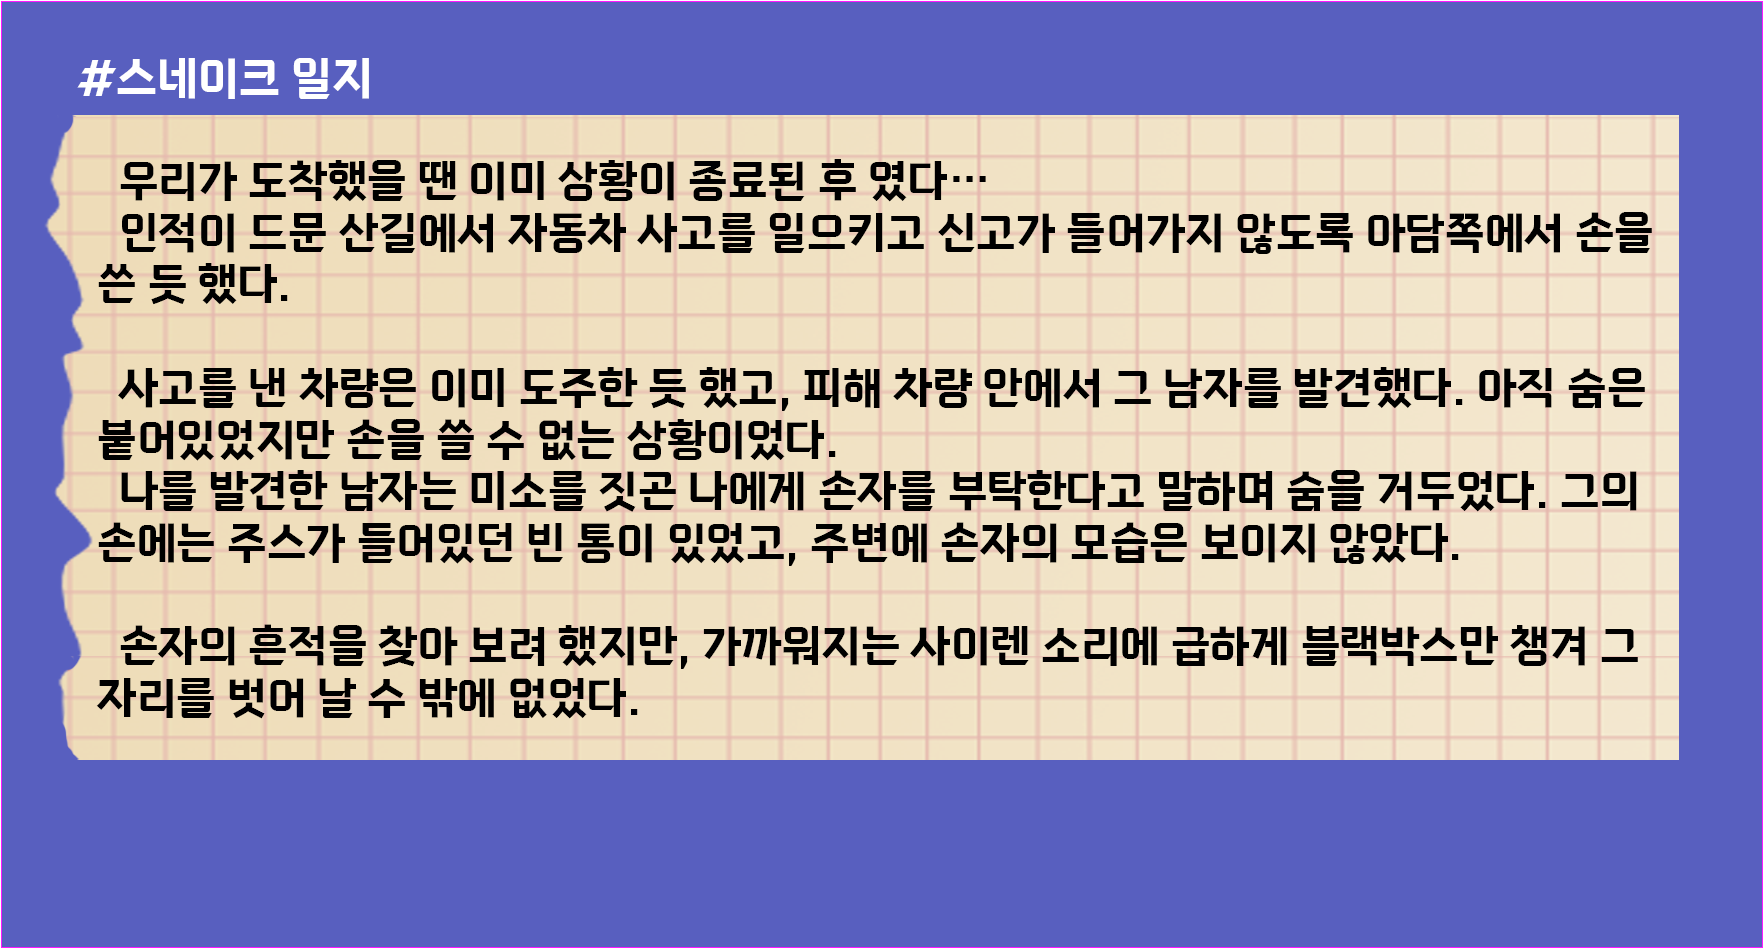 #스네이크 일지
우리가 도착했을 땐 이미 상황이 종료된 후 였다…
인적이 드문 산길에서 자동차 사고를 일으키고 신고가 들어가지 않도록 아담쪽에서 손을
쓴 듯 했다.
사고를 낸 차량은 이미 도주한 듯 했고, 피해 차량 안에서 그 남자를 발견했다. 아직 숨은
붙어있었지만 손을 쓸 수 없는 상황이었다.
나를 발견한 남자는 미소를 짓곤 나에게 손자를 부탁한다고 말하며 숨을 거두었다. 그의
손에는 주스가 들어있던 빈 통이 있었고, 주변에 손자의 모습은 보이지 않았다.
손자의 흔적을 찾아 보려 했지만, 가까워지는 사이렌 소리에 급하게 블랙박스만 챙겨 그
자리를 벗어 날 수 밖에 없었다.